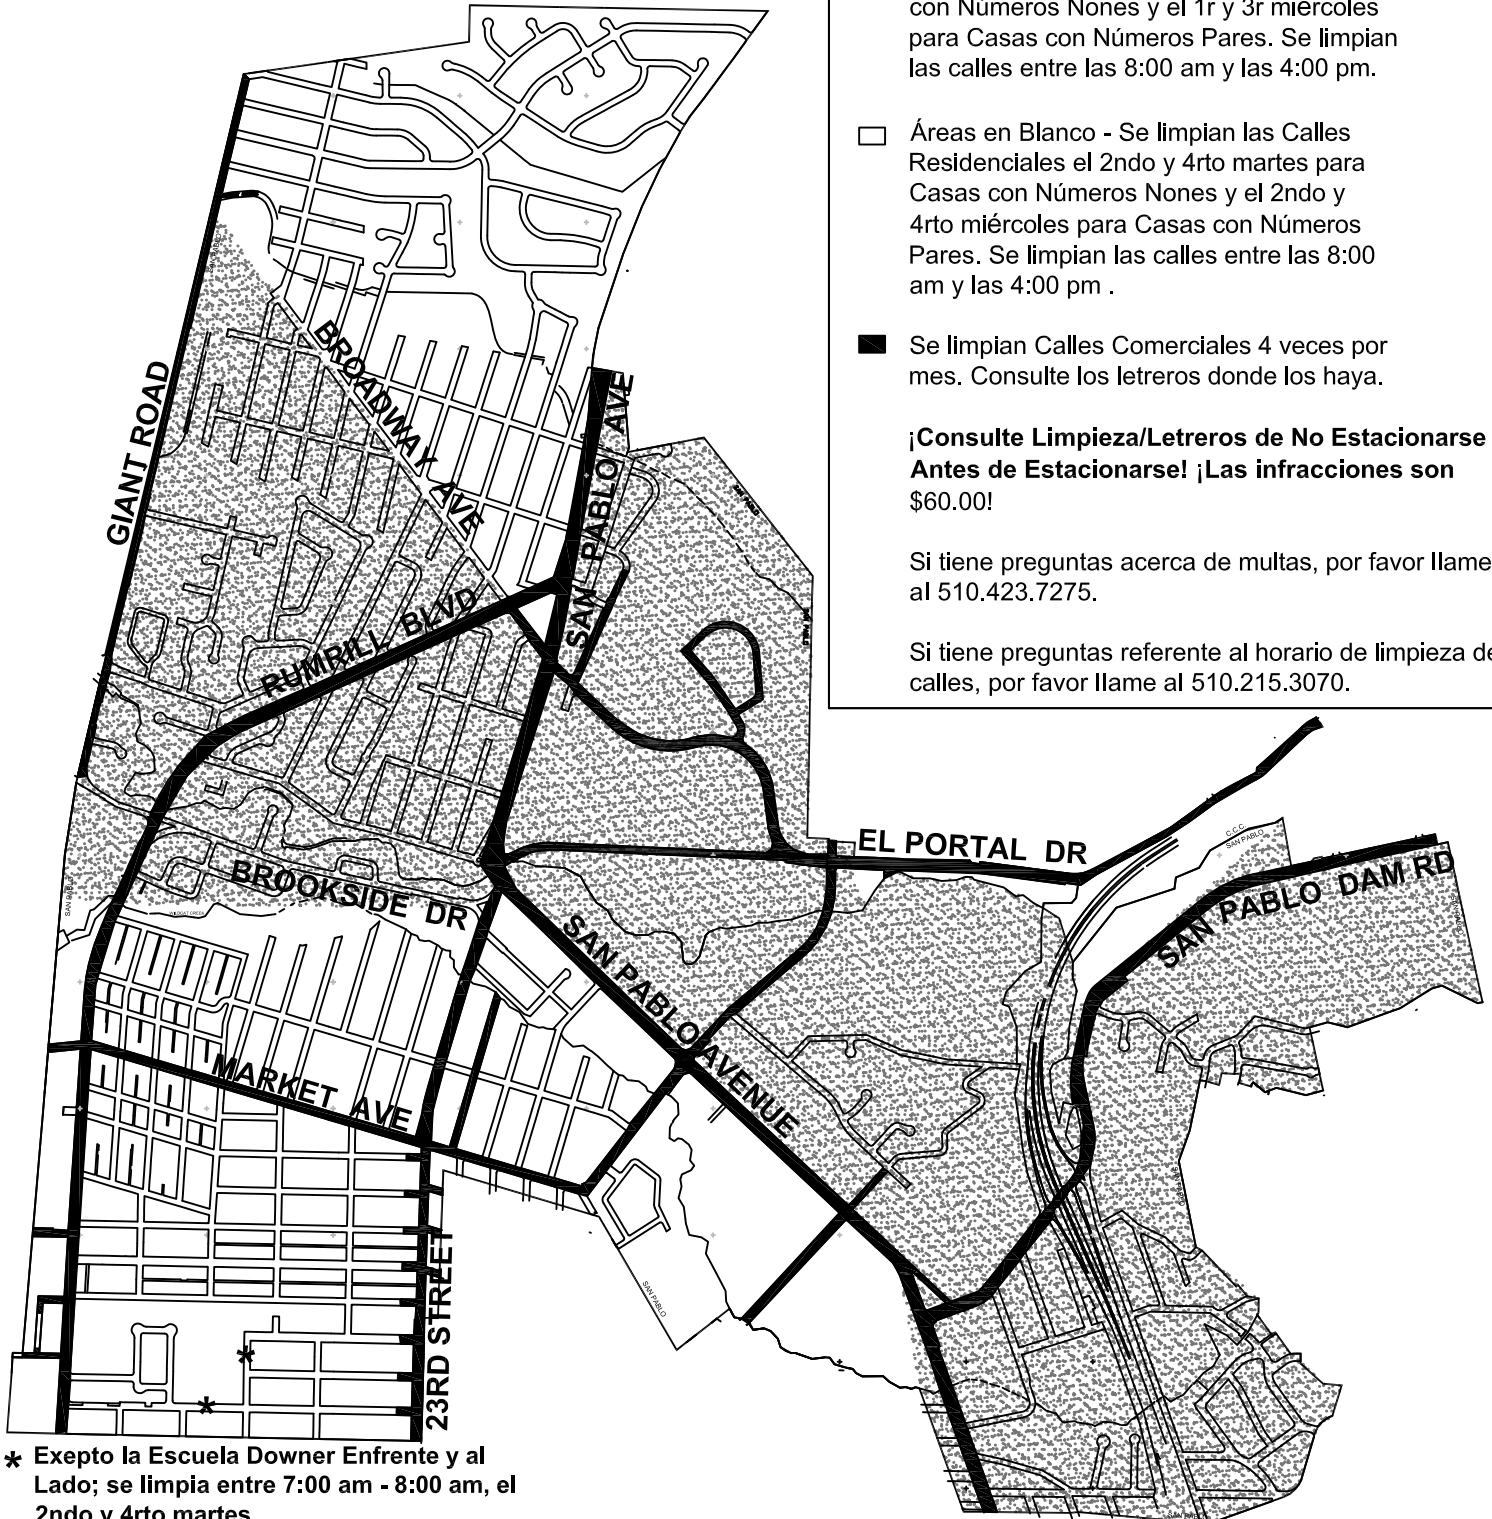 con Números Nones y el 1r y 3r miércoles
para Casas con Números Pares. Se limpian
las calles entre las 8:00 am y las 4:00 pm.
Áreas en Blanco - Se limpian las Calles
Residenciales el 2ndo y 4rto martes para
Casas con Números Nones y el 2ndo y
4rto miércoles para Casas con Números
Pares. Se limpian las calles entre las 8:00
am y las 4:00 pm .
Se limpian Calles Comerciales 4 veces por
mes. Consulte los letreros donde los haya.
¡Consulte Limpieza/Letreros de No Estacionarse
Antes de Estacionarse! ¡Las infracciones son
$60.00!
Si tiene preguntas acerca de multas, por favor llame
al 510.423.7275.
Si tiene preguntas referente al horario de limpieza de
calles, por favor llame al 510.215.3070.
GIANT ROAD
BROADWAY AVE
SAN PABLO AVE
RUMRILL BLVD
EL PORTAL DR
C.C.C.
SAN PABLO
SAN PABLO DAM RD
BROOKSIDE DR
WILDCAT CREEK
SAN PABLO AVENUE
MARKET AVE
SAN PABLO
23RD STREET
*
*
* Exepto la Escuela Downer Enfrente y al
Lado; se limpia entre 7:00 am - 8:00 am, el
2ndo y 4rto martes